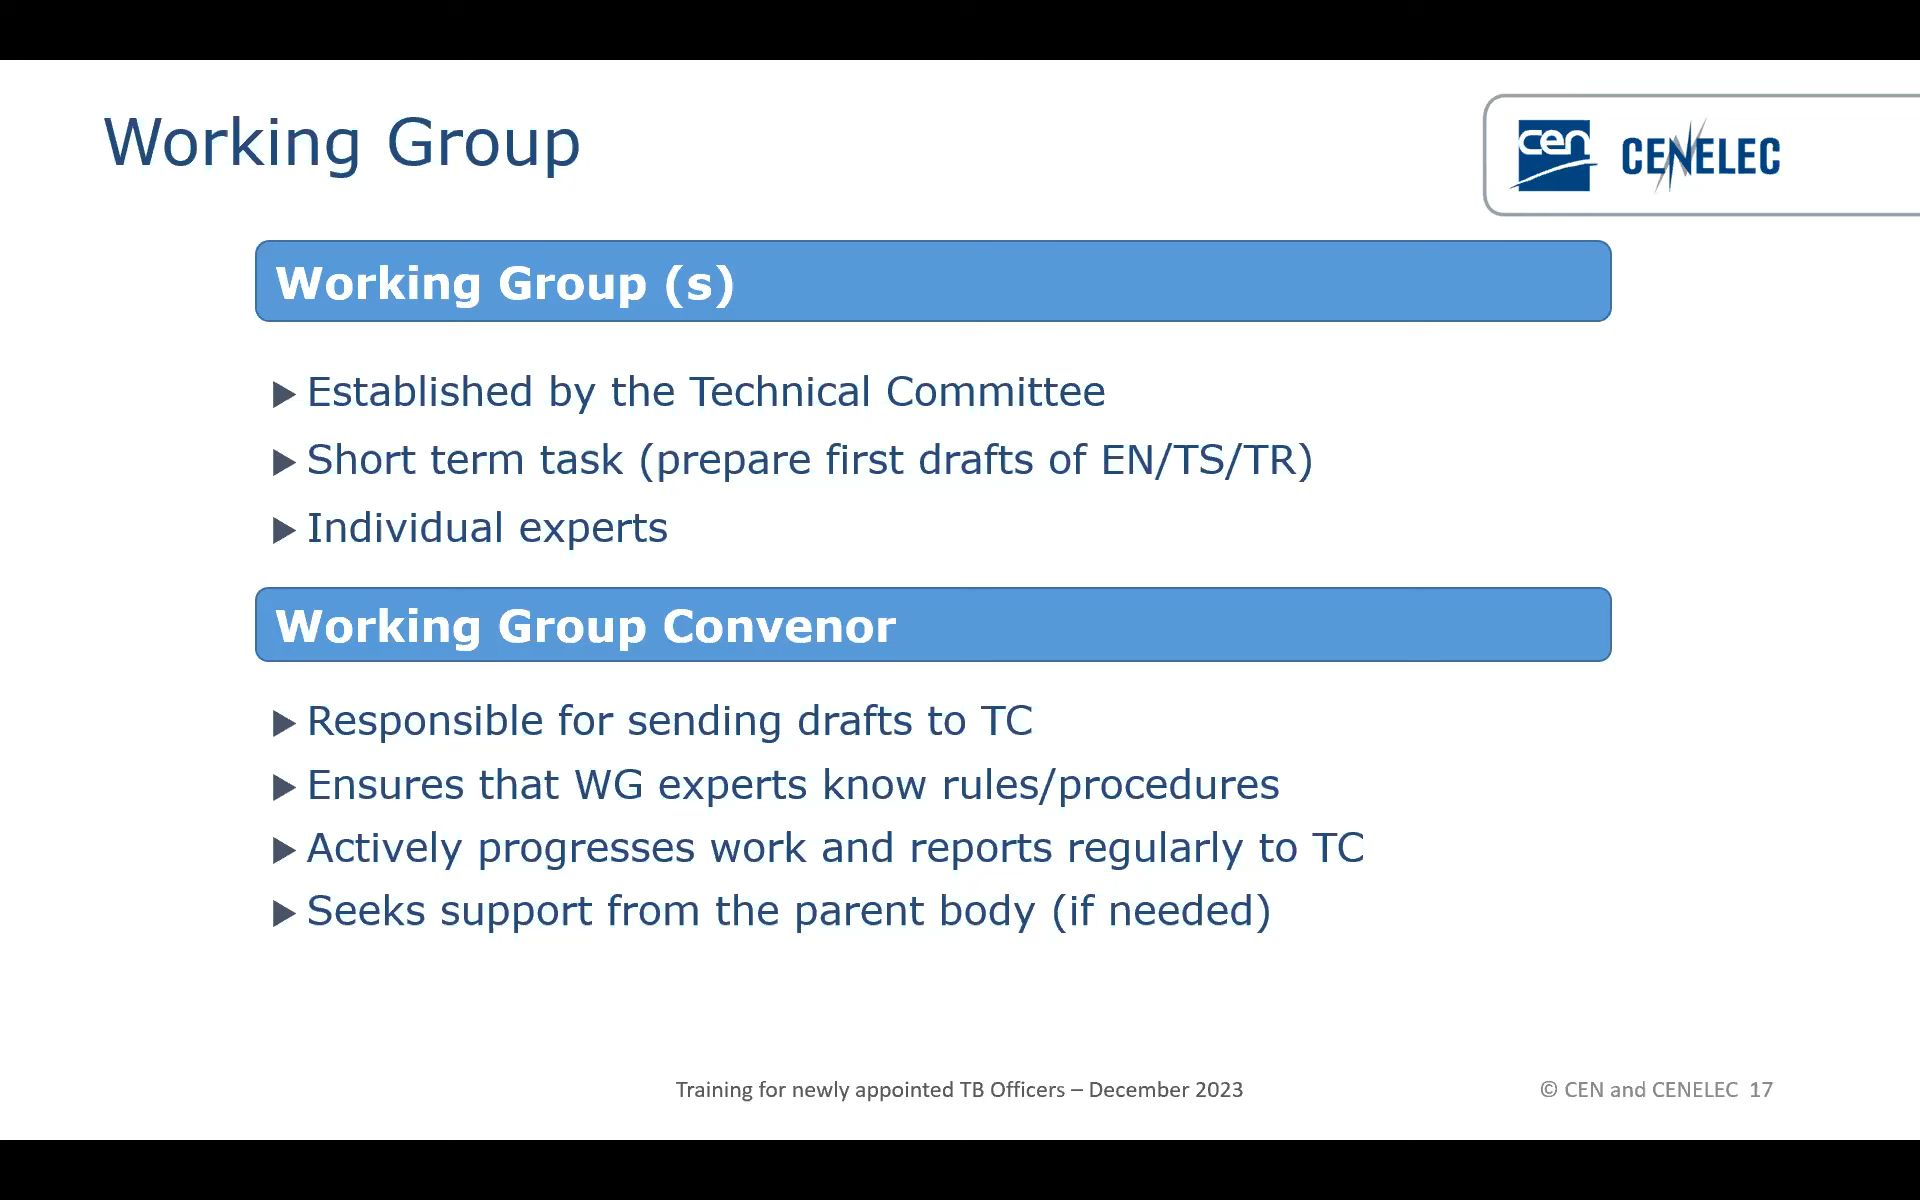 Working Group
cen CENELEC
Working Group (s)
▶ Established by the Technical Committee
▶ Short term task (prepare first drafts of EN/TS/TR)
▶ Individual experts
Working Group Convenor
▶ Responsible for sending drafts to TC
▶ Ensures that WG experts know rules/procedures
▶ Actively progresses work and reports regularly to TC
▶ Seeks support from the parent body (if needed)
Training for newly appointed TB Officers – December 2023
© CEN and CENELEC 17